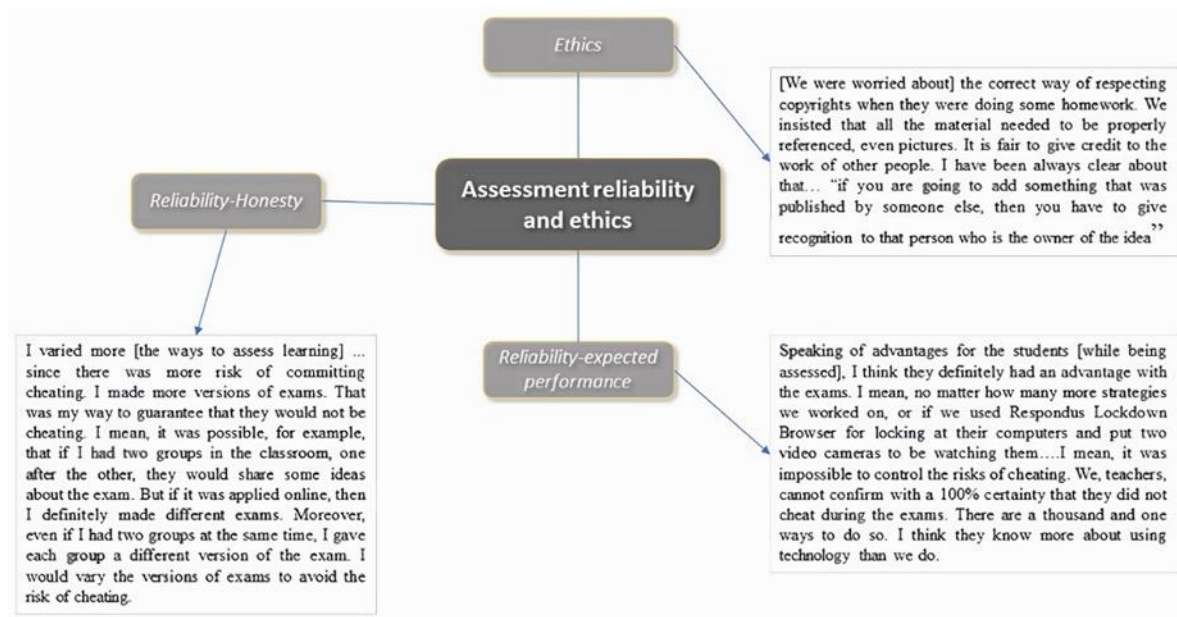 Ethics
[We were worried about] the correct way of respecting
copyrights when they were doing some homework. We
insisted that all the material needed to be properly
referenced, even pictures. It is fair to give credit to the
work of other people. I have been always clear about
that... “if you are going to add something that was
published by someone else, then you have to give
recognition to that person who is the owner of the idea”
Assessment reliability
and ethics
Reliability-Honesty
I varied more [the ways to assess learning] ...
since there was more risk of committing
cheating. I made more versions of exams. That
was my way to guarantee that they would not be
cheating. I mean, it was possible, for example,
that if I had two groups in the classroom, one
after the other, they would share some ideas
about the exam. But if it was applied online, then
I definitely made different exams. Moreover,
even if I had two groups at the same time, I gave
each group a different version of the exam. I
would vary the versions of exams to avoid the
risk of cheating.
Reliability-expected
performance
Speaking of advantages for the students [while being
assessed], I think they definitely had an advantage with
the exams. I mean, no matter how many more strategies
we worked on, or if we used Respondus Lockdown
Browser for locking at their computers and put two
video cameras to be watching them....I mean, it was
impossible to control the risks of cheating. We, teachers,
cannot confirm with a 100% certainty that they did not
cheat during the exams. There are a thousand and one
ways to do so. I think they know more about using
technology than we do.